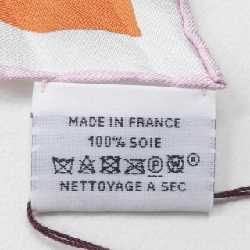 MADE IN FRANCE
100% SOIE
P ®
NETTOYAGE A SEC